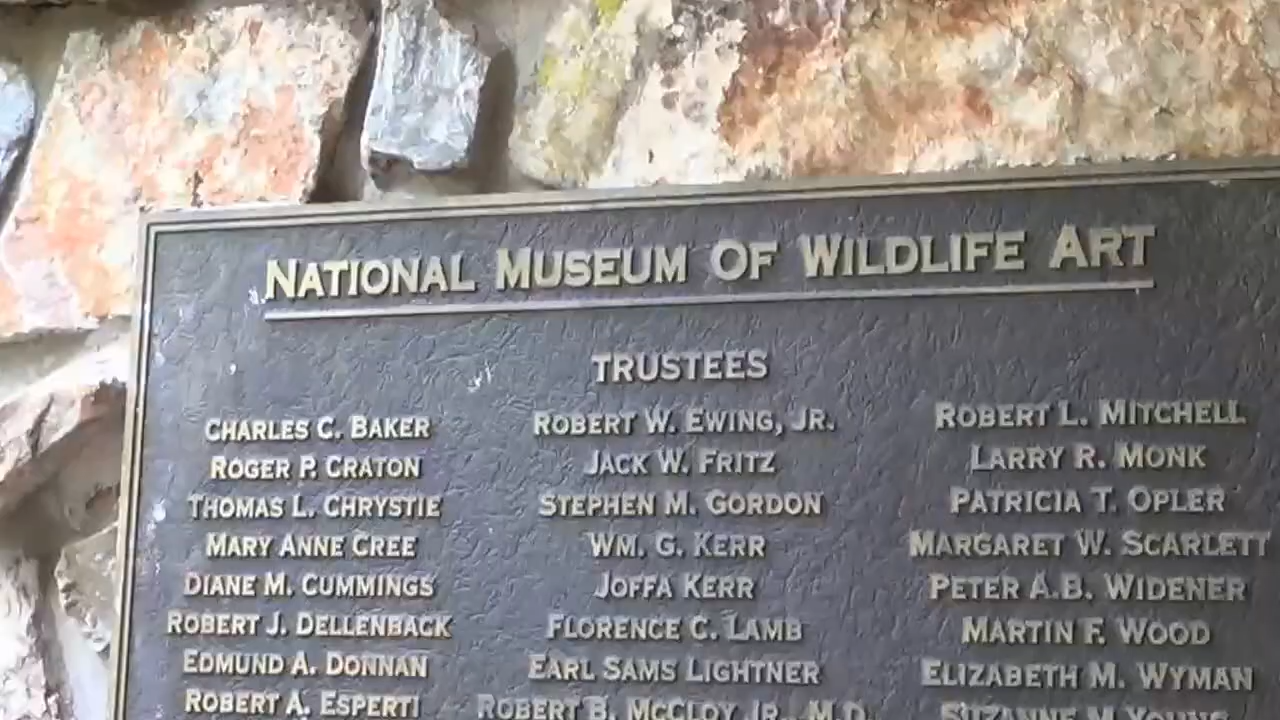 NATIONAL MUSEUM OF WILDLIFE ART
TRUSTEES
CHARLES C. BAKER
ROGER P. CRATON
THOMAS L. CHRYSTIE
MARY ANNE CREE
DIANE M. CUMMINGS
ROBERT J. DELLENBACK
EDMUND A. DONNAN
ROBERT A. ESPERTI
ROBERT W. EWING, JR.
JACK W. FRITZ
STEPHEN M. GORDON
WM. G. KERR
JOFFA KERR
FLORENCE C. LAMB
EARL SAMS LIGHTNER
ROBERT B. MCCLOY JR., M.D.
ROBERT L. MITCHELL
LARRY R. MONK
PATRICIA T. OPLER
MARGARET W. SCARLETT
PETER A.B. WIDENER
MARTIN F. WOOD
ELIZABETH M. WYMAN
SUZANNE M. YOUNG